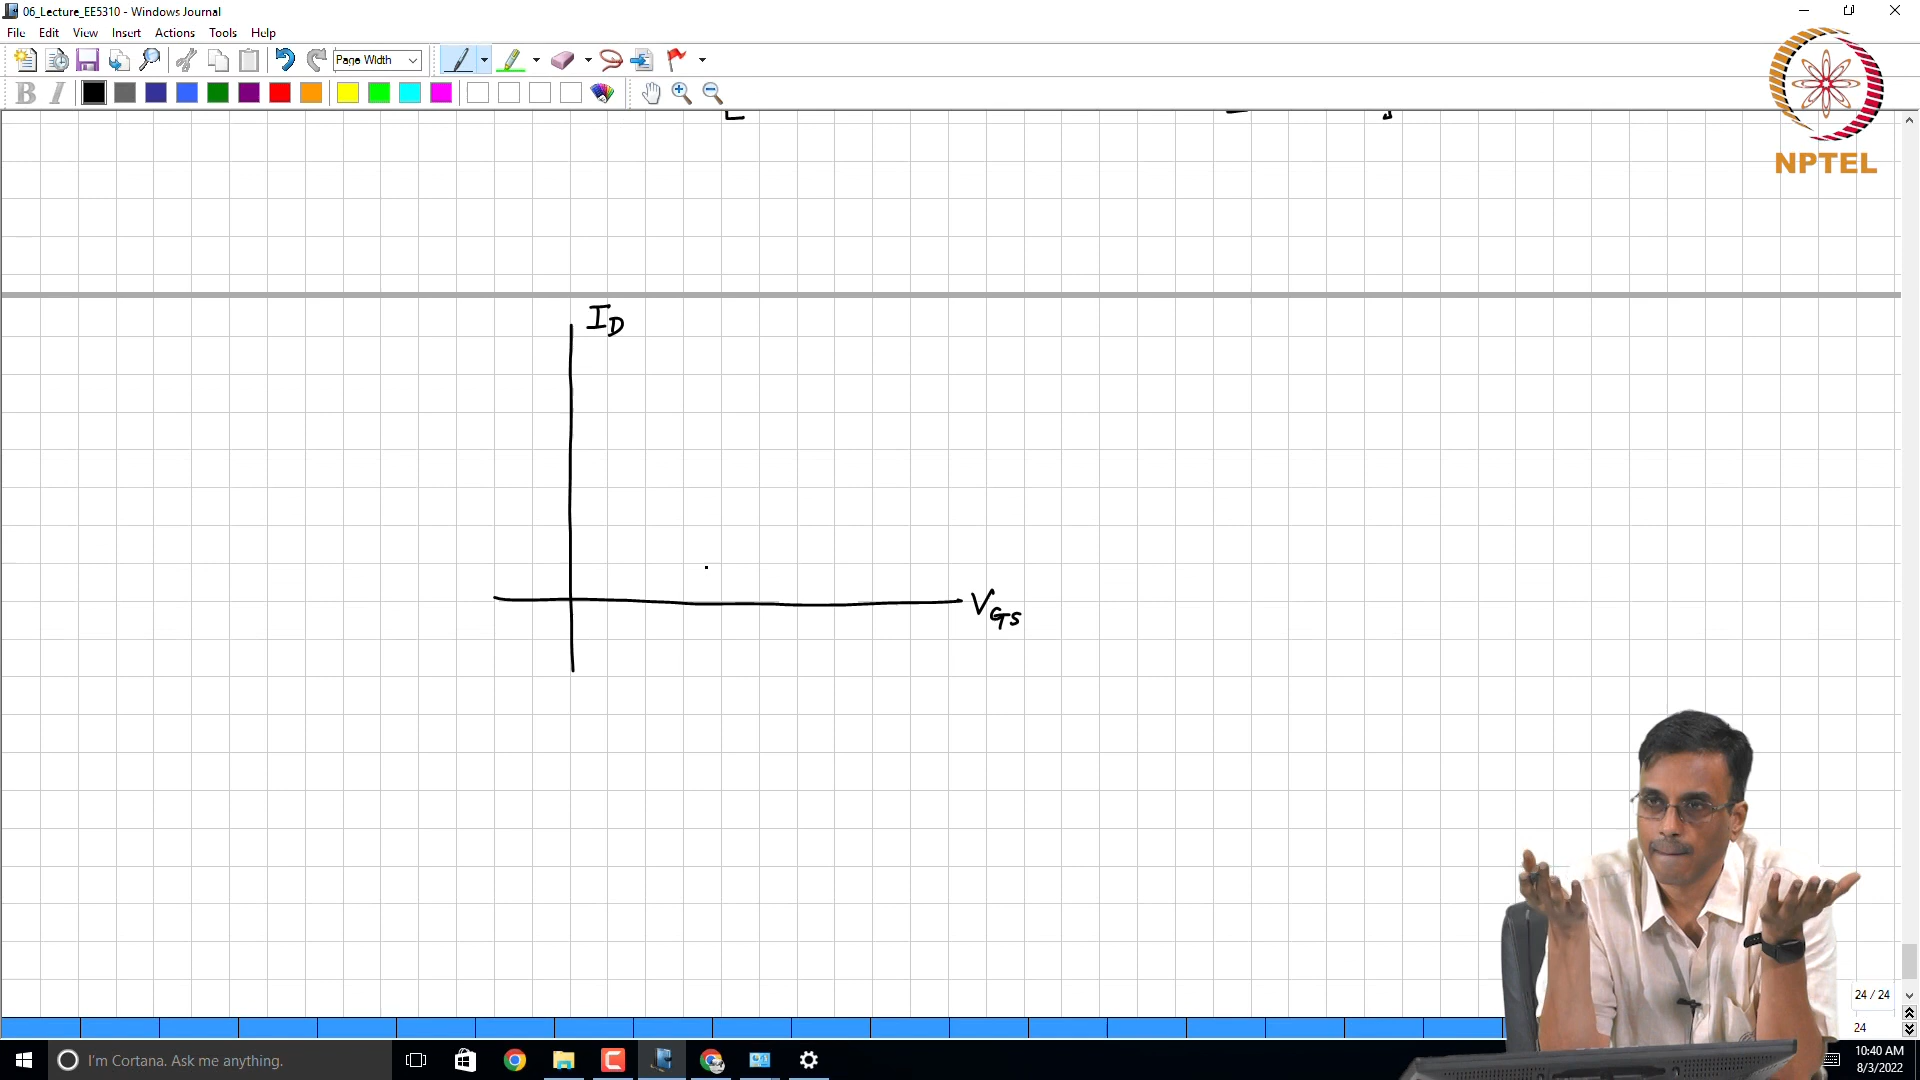 06_Lecture_EE5310 - Windows Journal
File Edit View Insert Actions Tools Help
Page Width
B I
NPTEL
I_D
V_GS
24 / 24
24
I'm Cortana. Ask me anything.
10:40 AM
8/3/2022